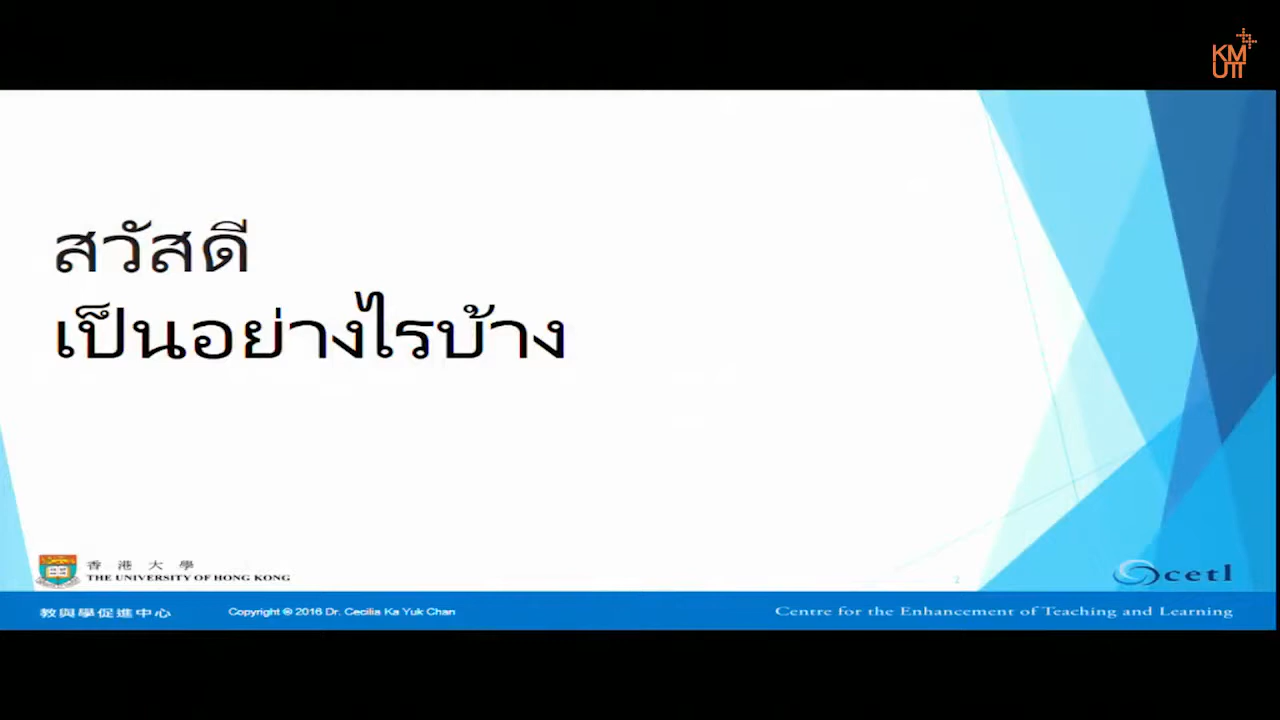 KM
UTT
สวัสดี
เป็นอย่างไรบ้าง
香港大學
THE UNIVERSITY OF HONG KONG
2
cetl
教與學促進中心
Copyright © 2016 Dr. Cecilia Ka Yuk Chan
Centre for the Enhancement of Teaching and Learning